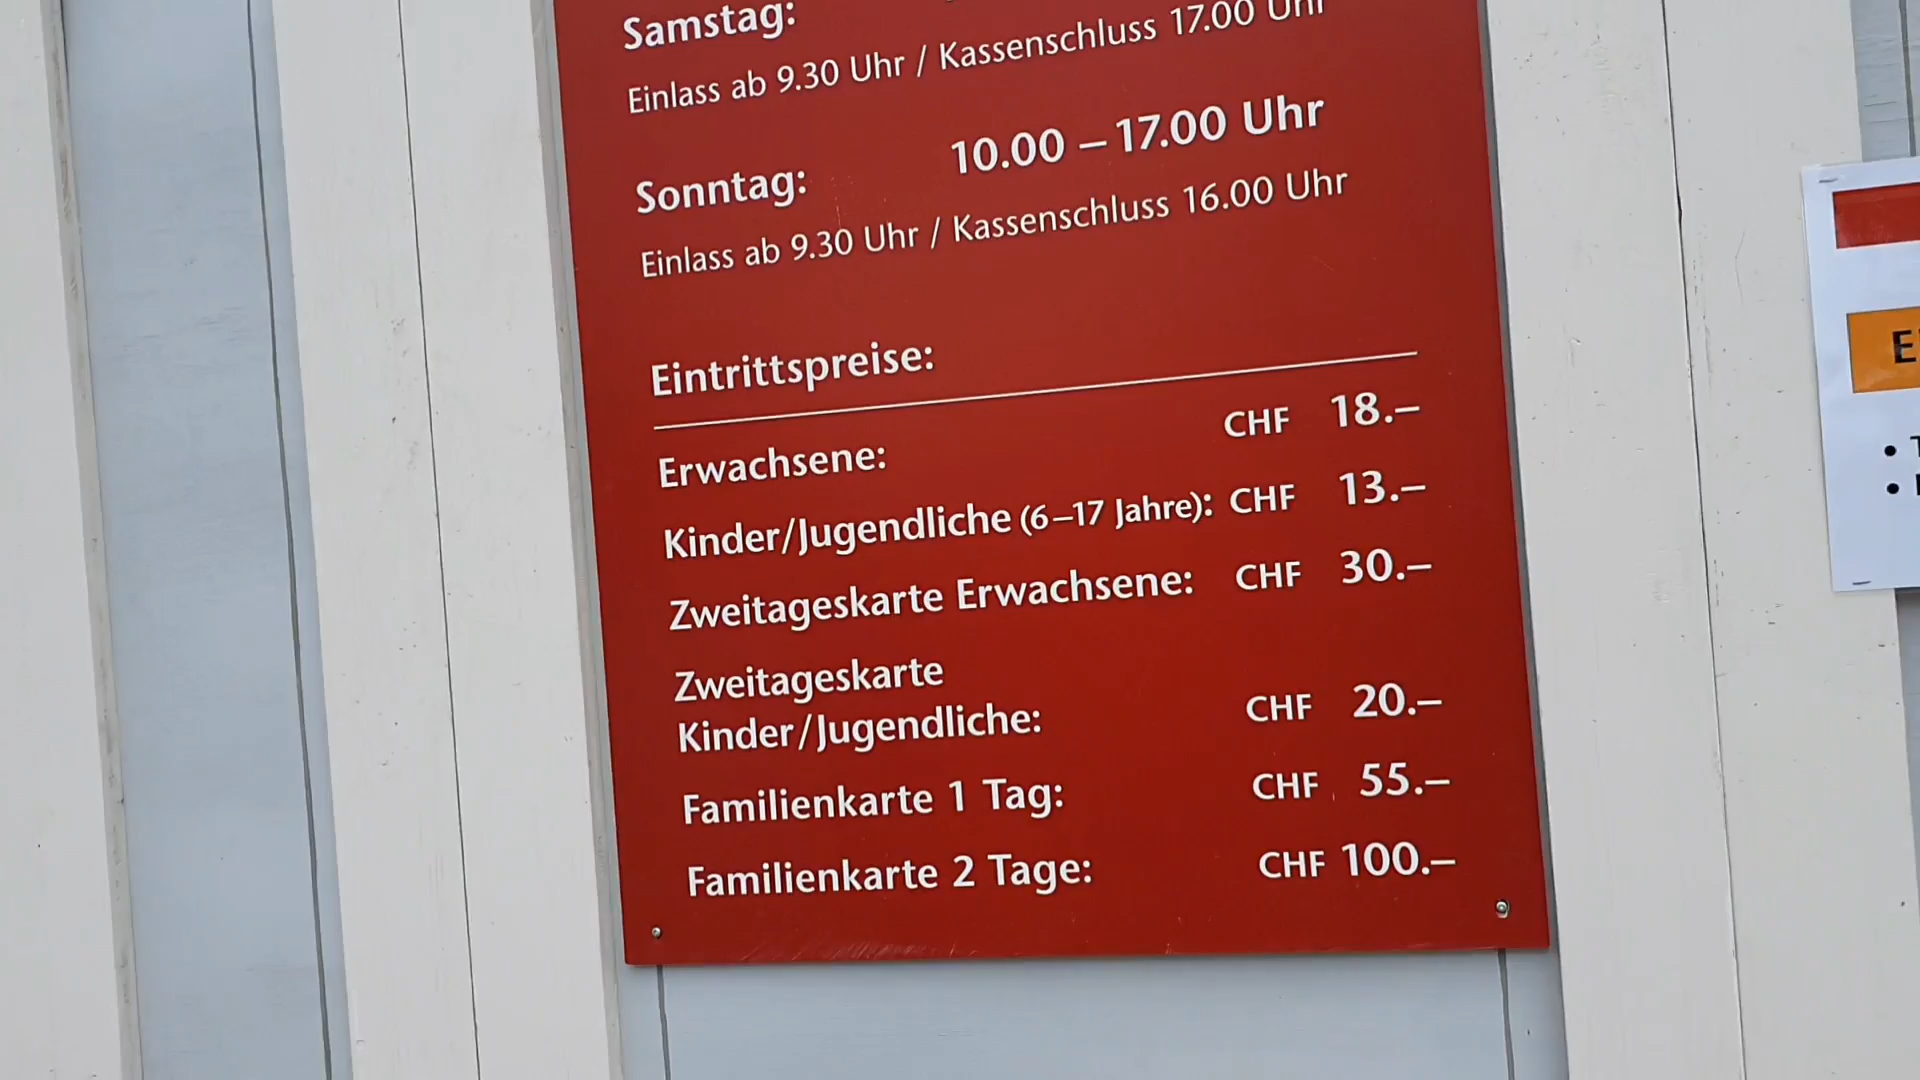 Samstag:
Einlass ab 9.30 Uhr / Kassenschluss 17.00 Uhr
Sonntag: 10.00 – 17.00 Uhr
Einlass ab 9.30 Uhr / Kassenschluss 16.00 Uhr
Eintrittspreise:
Erwachsene: CHF 18.–
Kinder/Jugendliche (6–17 Jahre): CHF 13.–
Zweitageskarte Erwachsene: CHF 30.–
Zweitageskarte
Kinder/Jugendliche: CHF 20.–
Familienkarte 1 Tag: CHF 55.–
Familienkarte 2 Tage: CHF 100.–